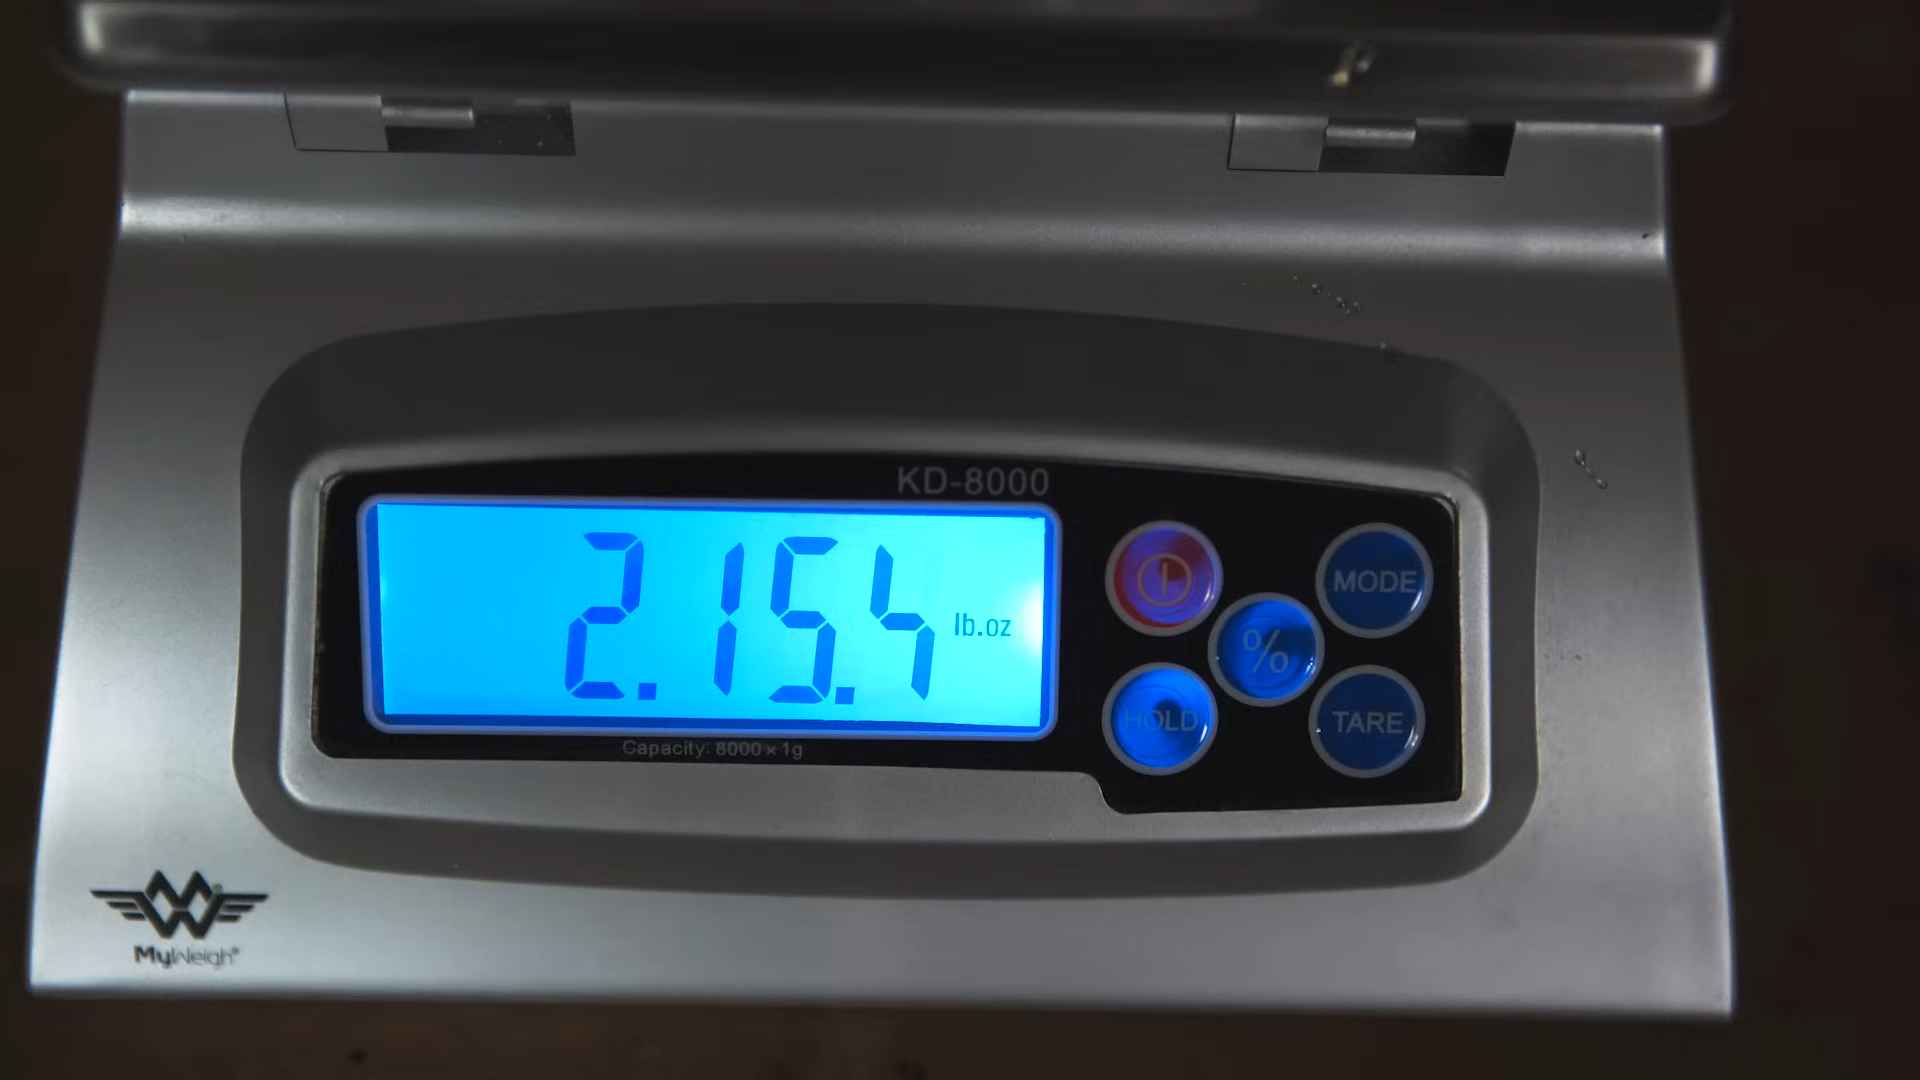 KD-8000
2.15.4 lb.oz
MODE
%
HOLD
TARE
Capacity: 8000 x 1g
MyWeigh®